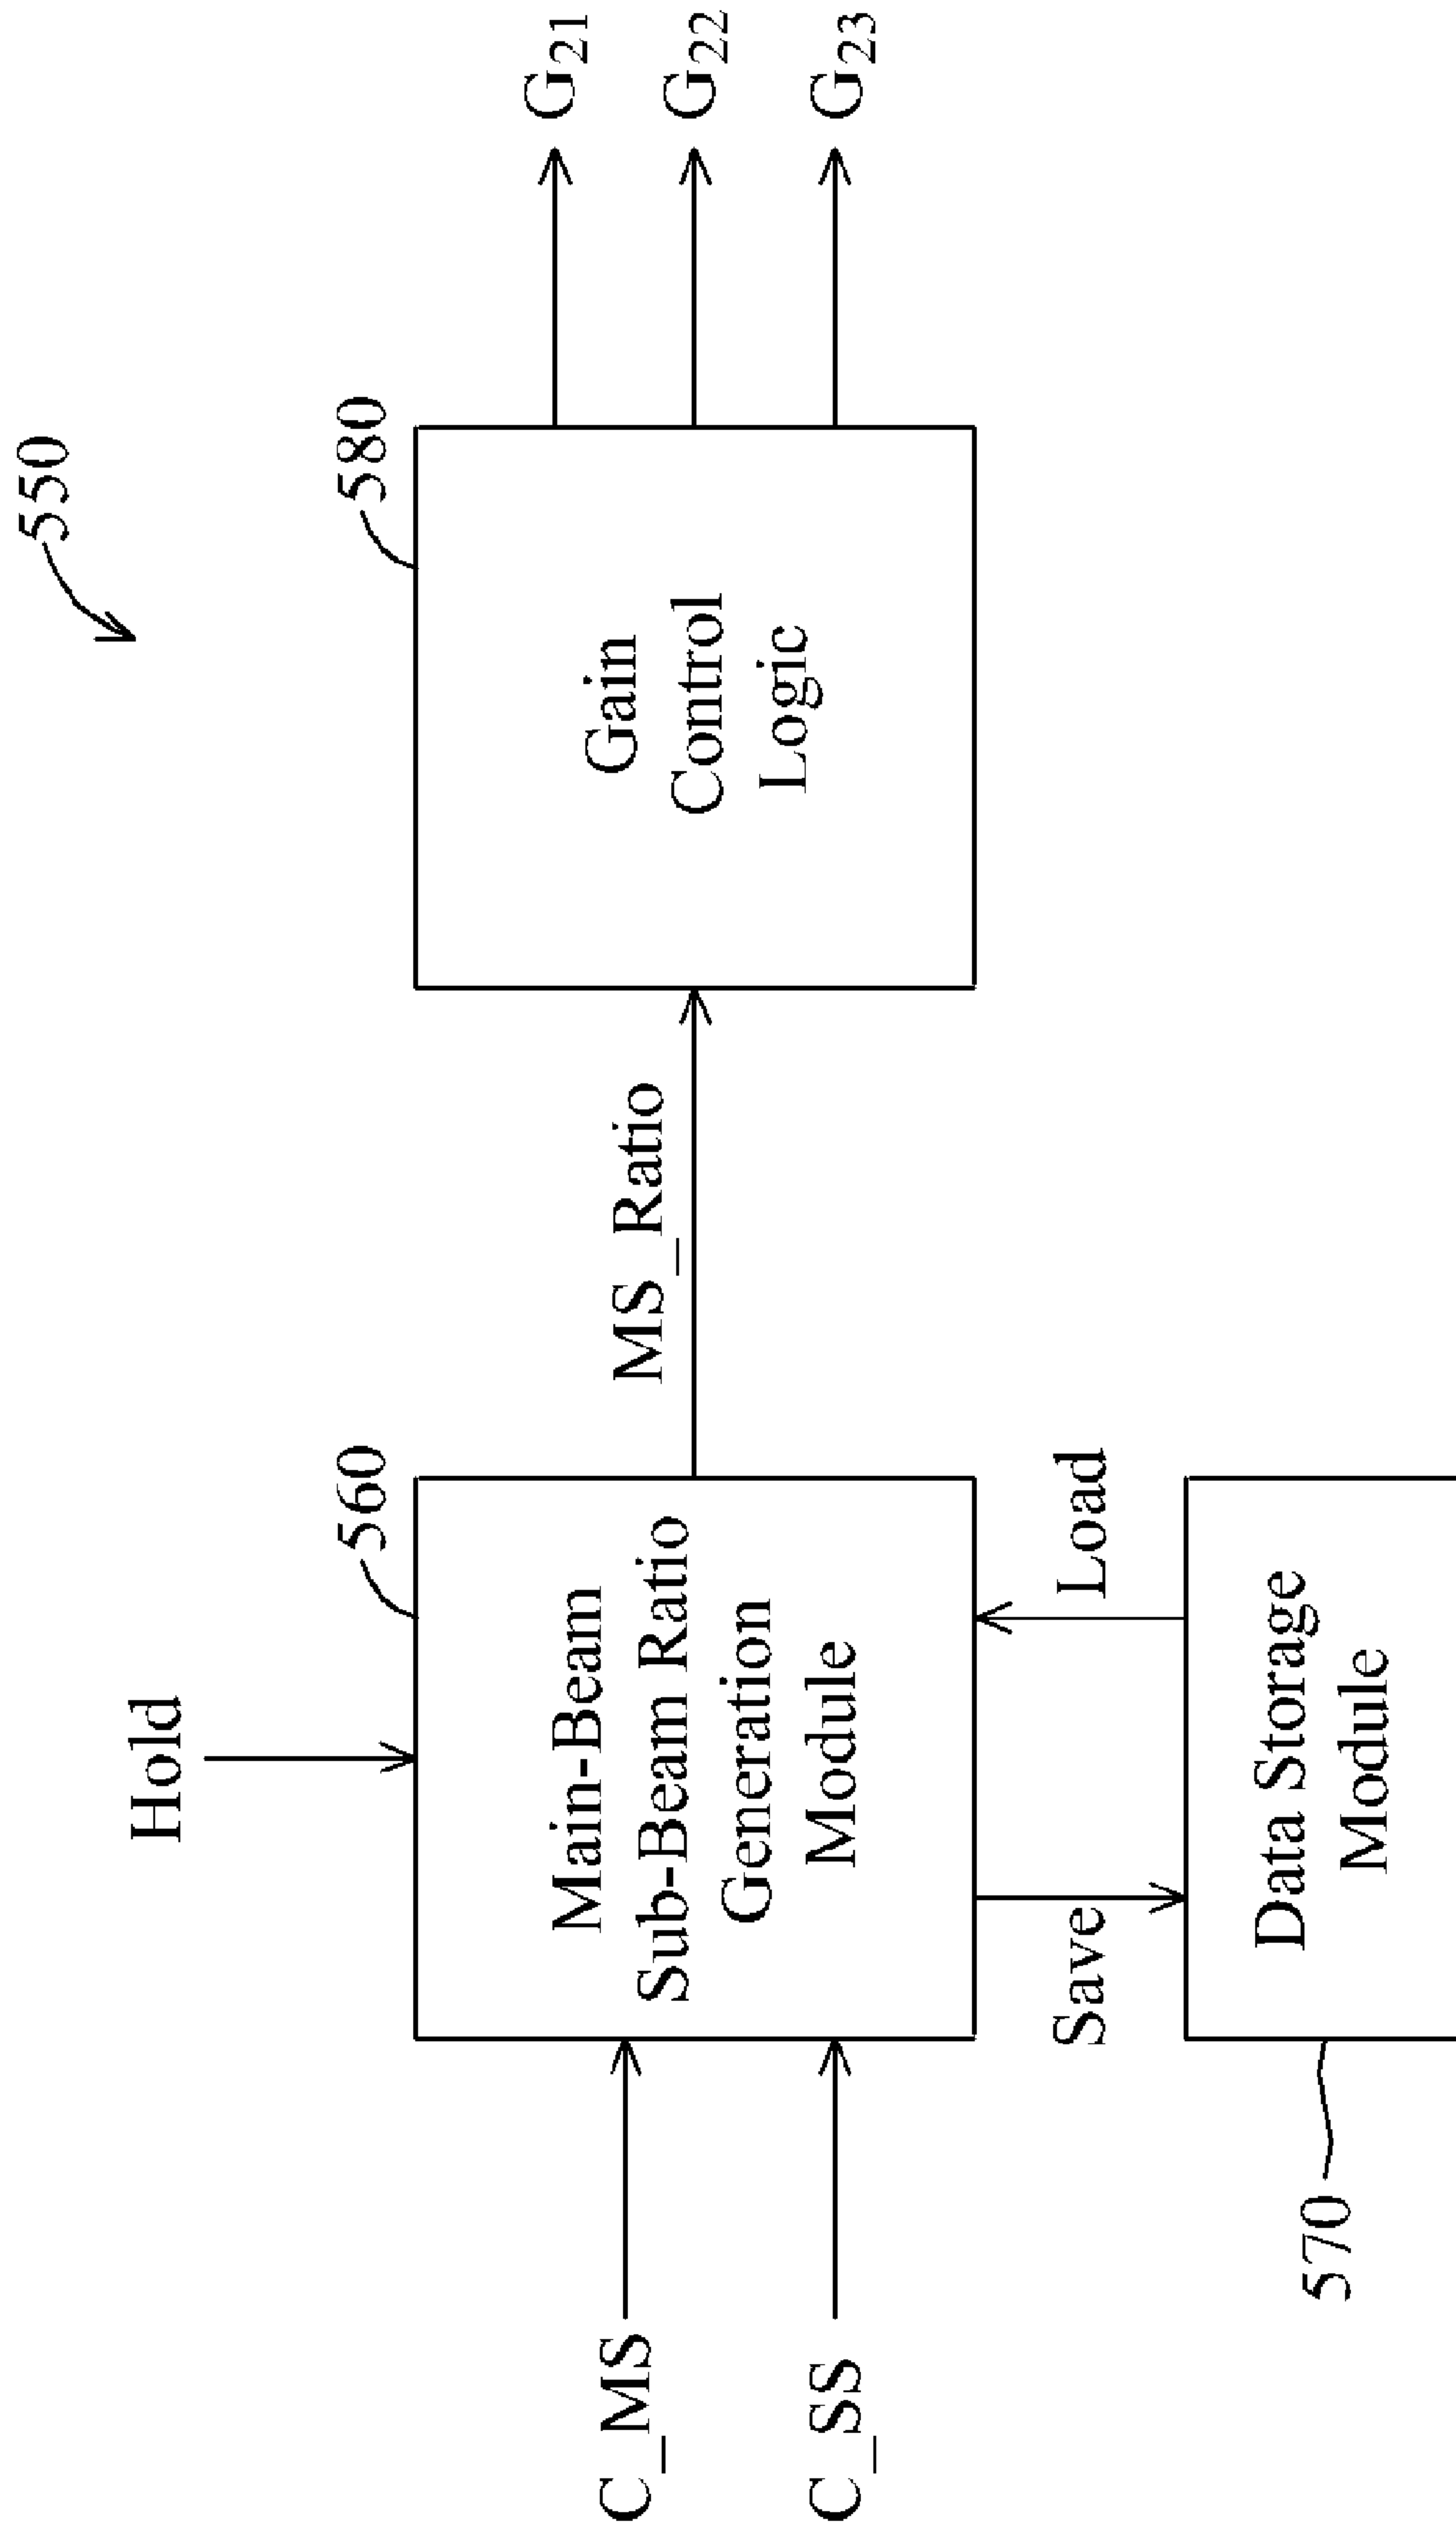 550
Hold
560
580
C_MS
C_SS
Main-Beam
Sub-Beam Ratio
Generation
Module
MS_Ratio
Gain
Control
Logic
G21
G22
G23
Save
Load
570
Data Storage
Module